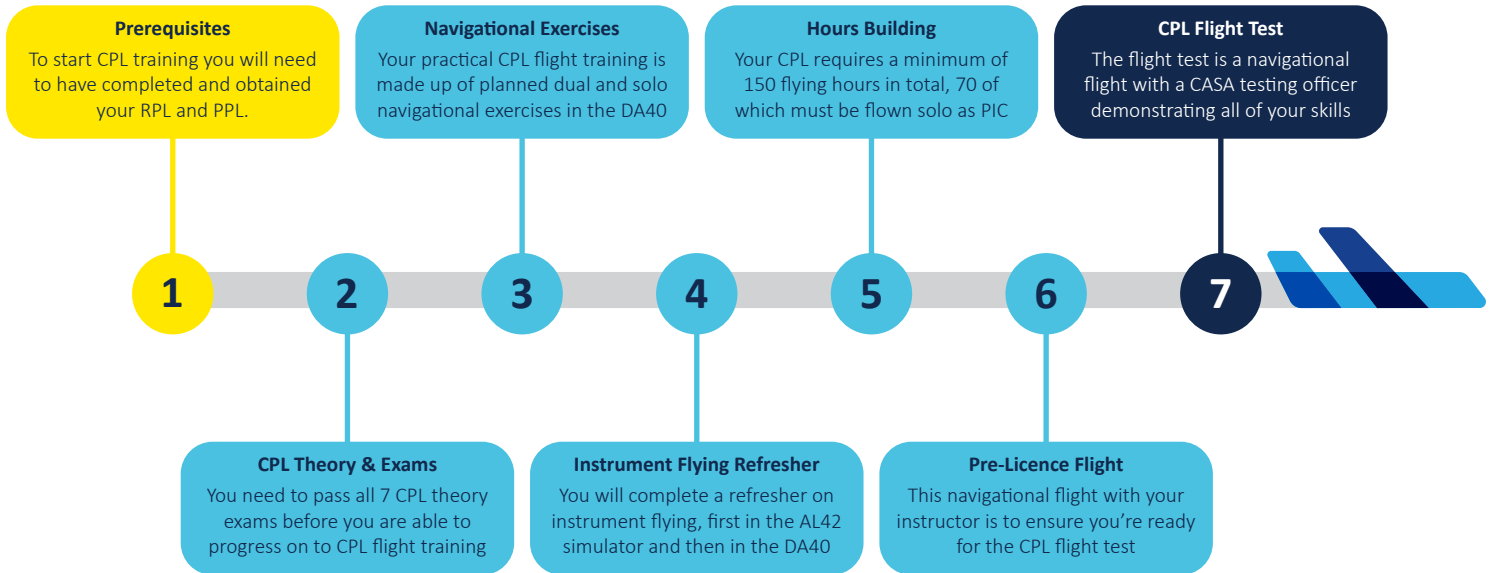 Prerequisites
To start CPL training you will need
to have completed and obtained
your RPL and PPL.
Navigational Exercises
Your practical CPL flight training is
made up of planned dual and solo
navigational exercises in the DA40
Hours Building
Your CPL requires a minimum of
150 flying hours in total, 70 of
which must be flown solo as PIC
CPL Flight Test
The flight test is a navigational
flight with a CASA testing officer
demonstrating all of your skills
1
2
3
4
5
6
7
CPL Theory & Exams
You need to pass all 7 CPL theory
exams before you are able to
progress on to CPL flight training
Instrument Flying Refresher
You will complete a refresher on
instrument flying, first in the AL42
simulator and then in the DA40
Pre-Licence Flight
This navigational flight with your
instructor is to ensure you're ready
for the CPL flight test